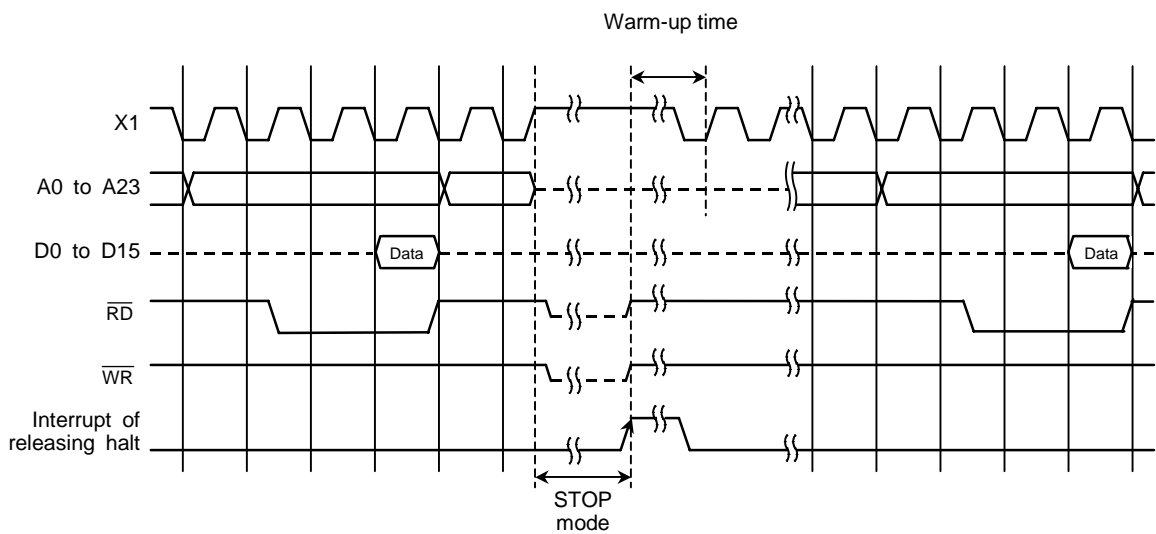 Warm-up time
X1
A0 to A23
D0 to D15
Data
Data
RD
WR
Interrupt of
releasing halt
STOP
mode